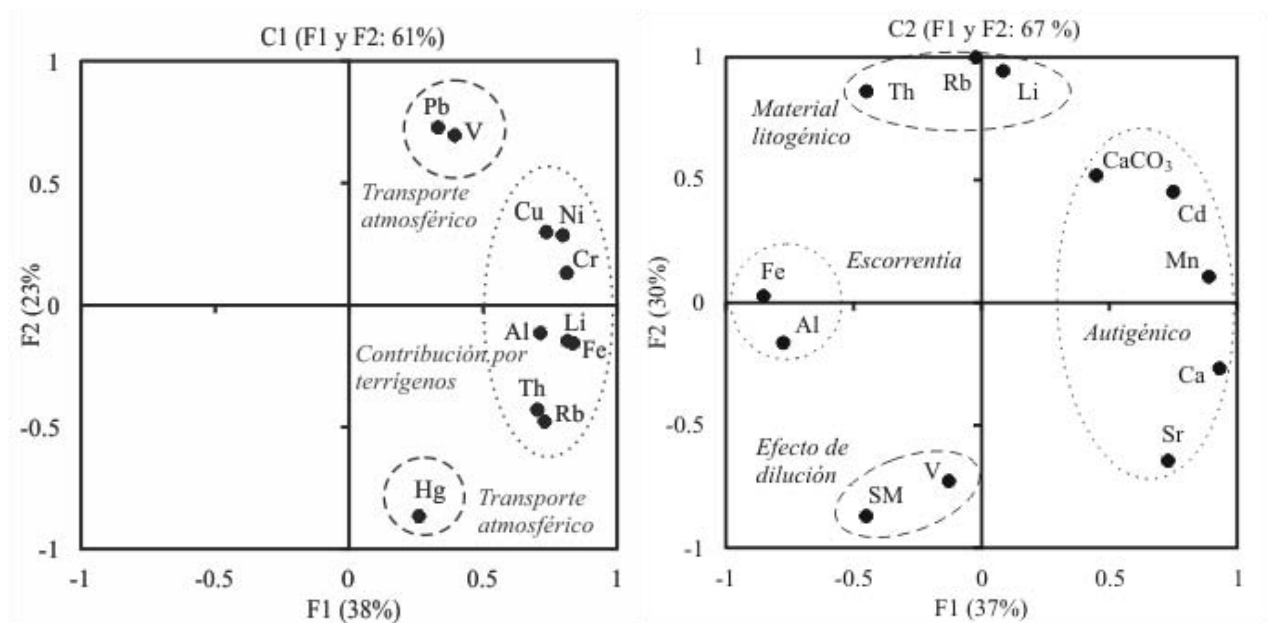 C1 (F1 y F2: 61%)
1
Pb
V
Transporte
atmosférico
0.5
Cu
Ni
Cr
0
Al
Li
Fe
Contribución por
terrígenos
Th
Rb
-0.5
Hg
Transporte
atmosférico
-1
F2 (23%
-1
0
0.5
1
F1 (38%)
C2 (F1 y F2: 67 %)
1
Th
Rb
Li
Material
litogénico
CaCO₃
0.5
Cd
Fe
Escorrentía
Mn
0
Al
Autigénico
Ca
-0.5
Sr
Efecto de
dilución
V
SM
-1
F2 (30%)
-1
-0.5
0
0.5
1
F1 (37%)